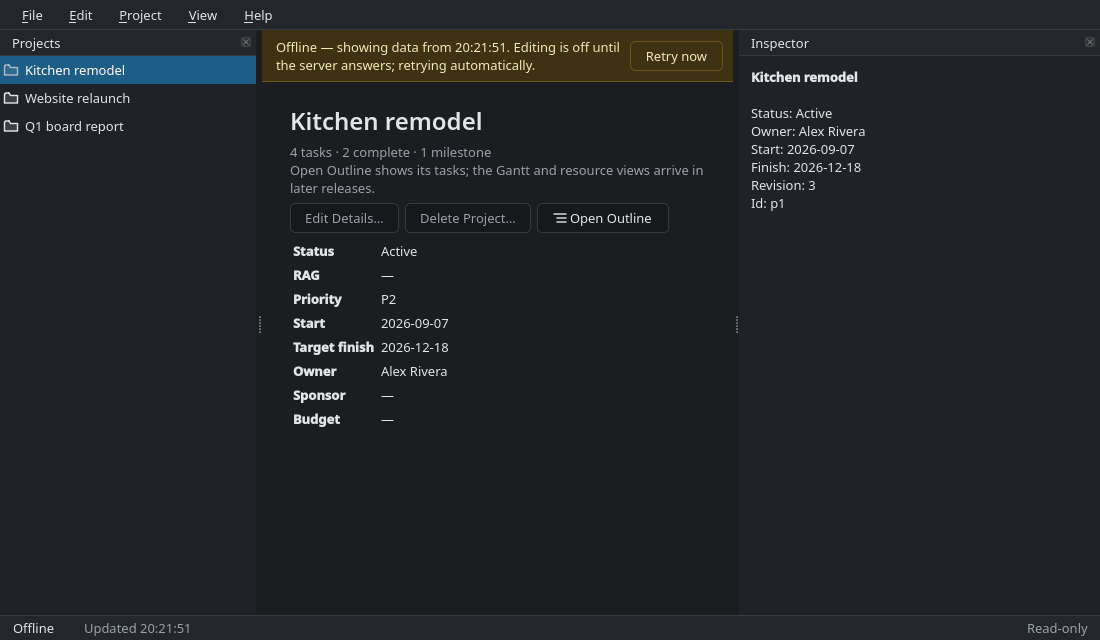 File Edit Project View Help
Projects
Kitchen remodel
Website relaunch
Q1 board report
Offline — showing data from 20:21:51. Editing is off until
the server answers; retrying automatically.
Retry now
Kitchen remodel
4 tasks · 2 complete · 1 milestone
Open Outline shows its tasks; the Gantt and resource views arrive in
later releases.
Edit Details... Delete Project... Open Outline
Status Active
RAG —
Priority P2
Start 2026-09-07
Target finish 2026-12-18
Owner Alex Rivera
Sponsor —
Budget —
Inspector
Kitchen remodel
Status: Active
Owner: Alex Rivera
Start: 2026-09-07
Finish: 2026-12-18
Revision: 3
Id: p1
Offline Updated 20:21:51 Read-only